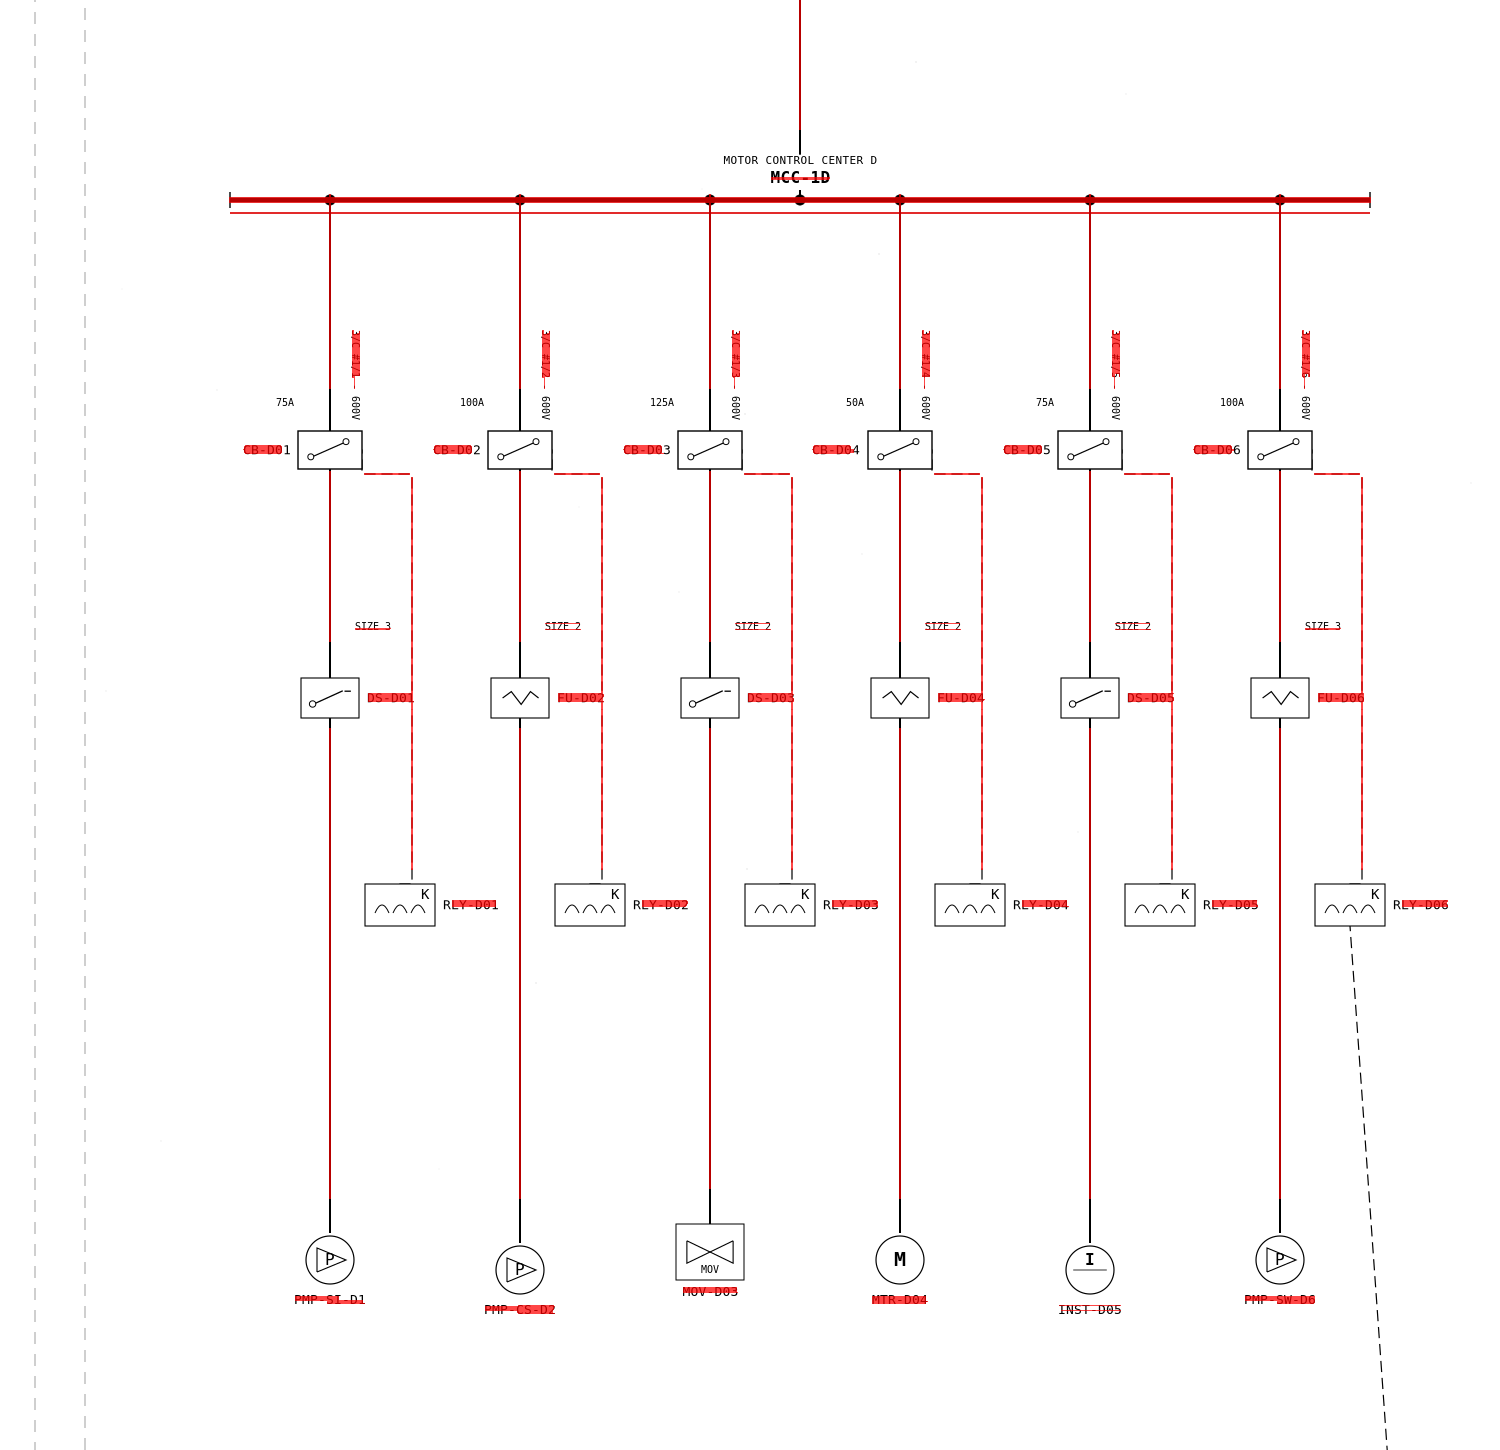 MOTOR CONTROL CENTER D
MCC-1D
3/C #1/1
3/C #1/2
3/C #1/3
3/C #1/4
3/C #1/5
3/C #1/6
75A
600V
100A
600V
125A
600V
50A
600V
75A
600V
100A
600V
CB-D01
CB-D02
CB-D03
CB-D04
CB-D05
CB-D06
SIZE 3
SIZE 2
SIZE 2
SIZE 2
SIZE 2
SIZE 3
DS-D01
FU-D02
DS-D03
FU-D04
DS-D05
FU-D06
K
K
K
K
K
K
RLY-D01
RLY-D02
RLY-D03
RLY-D04
RLY-D05
RLY-D06
P
P
MOV
M
I
P
PMP-SI-D1
PMP-CS-D2
MOV-D03
MTR-D04
INST-D05
PMP-SW-D6